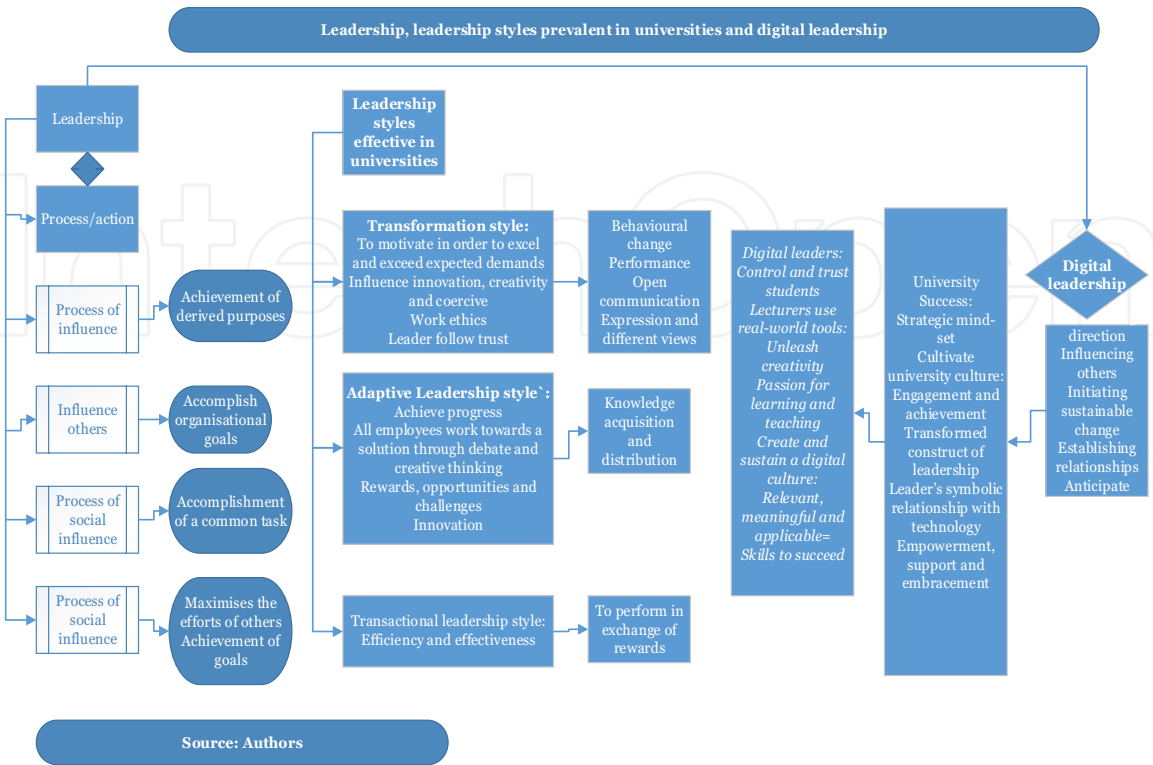 Leadership, leadership styles prevalent in universities and digital leadership
Leadership
Process/action
Process of
influence
Achievement of
derived purposes
Influence
others
Accomplish
organisational
goals
Process of
social
influence
Accomplishment
of a common task
Process of
social
influence
Maximises the
efforts of others
Achievement of
goals
Leadership
styles
effective in
universities
Transformation style:
To motivate in order to excel
and exceed expected demands
Influence innovation, creativity
and coercive
Work ethics
Leader follow trust
Behavioural
change
Performance
Open
communication
Expression and
different views
Adaptive Leadership style`:
Achieve progress
All employees work towards a
solution through debate and
creative thinking
Rewards, opportunities and
challenges
Innovation
Knowledge
acquisition
and
distribution
Transactional leadership style:
Efficiency and effectiveness
To perform in
exchange of
rewards
Digital leaders:
Control and trust
students
Lecturers use
real-world tools:
Unleash
creativity
Passion for
learning and
teaching
Create and
sustain a digital
culture:
Relevant,
meaningful and
applicable=
Skills to succeed
University
Success:
Strategic mind-
set
Cultivate
university culture:
Engagement and
achievement
Transformed
construct of
leadership
Leader's symbolic
relationship with
technology
Empowerment,
support and
embracement
Digital
leadership
direction
Influencing
others
Initiating
sustainable
change
Establishing
relationships
Anticipate
Source: Authors
IntechOpen